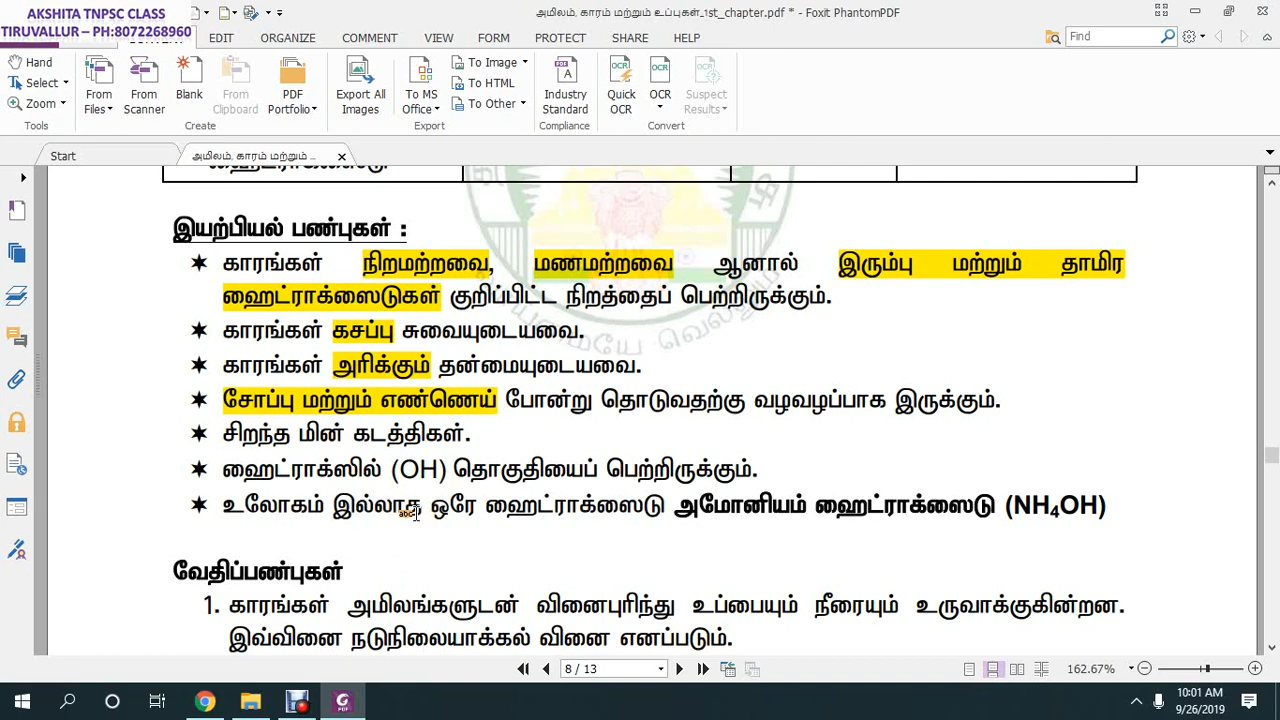 AKSHITA TNPSC CLASS
TIRUVALLUR – PH:8072268960
அமிலம், காரம் மற்றும் உப்புகள்_1st_chapter.pdf * - Foxit PhantomPDF
EDIT ORGANIZE COMMENT VIEW FORM PROTECT SHARE HELP
Find
Hand
Select
Zoom
Tools
From Files
From Scanner
Blank
From Clipboard
PDF Portfolio
Create
Export All Images
To MS Office
To Image
To HTML
To Other
Export
Industry Standard
Compliance
Quick OCR
OCR
Suspect Results
Convert
Start
அமிலம், காரம் மற்றும் ...
இயற்பியல் பண்புகள் :
★ காரங்கள் நிறமற்றவை, மணமற்றவை ஆனால் இரும்பு மற்றும் தாமிர
ஹைட்ராக்ஸைடுகள் குறிப்பிட்ட நிறத்தைப் பெற்றிருக்கும்.
★ காரங்கள் கசப்பு சுவையுடையவை.
★ காரங்கள் அரிக்கும் தன்மையுடையவை.
★ சோப்பு மற்றும் எண்ணெய் போன்று தொடுவதற்கு வழவழப்பாக இருக்கும்.
★ சிறந்த மின் கடத்திகள்.
★ ஹைட்ராக்ஸில் (OH) தொகுதியைப் பெற்றிருக்கும்.
★ உலோகம் இல்லாத ஒரே ஹைட்ராக்ஸைடு அமோனியம் ஹைட்ராக்ஸைடு (NH₄OH)
வேதிப்பண்புகள்
1. காரங்கள் அமிலங்களுடன் வினைபுரிந்து உப்பையும் நீரையும் உருவாக்குகின்றன.
இவ்வினை நடுநிலையாக்கல் வினை எனப்படும்.
8 / 13
162.67%
10:01 AM
9/26/2019